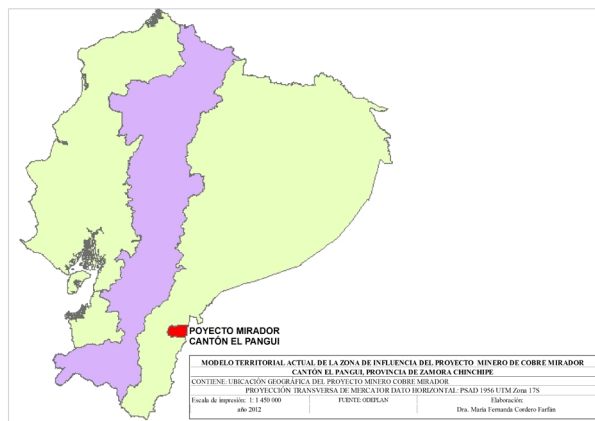 POYECTO MIRADOR
CANTÓN EL PANGUI
MODELO TERRITORIAL ACTUAL DE LA ZONA DE INFLUENCIA DEL PROYECTO MINERO DE COBRE MIRADOR
CANTÓN EL PANGUI, PROVINCIA DE ZAMORA CHINCHIPE
CONTIENE: UBICACIÓN GEOGRÁFICA DEL PROYECTO MINERO COBRE MIRADOR
PROYECCIÓN TRANSVERSA DE MERCATOR DATO HORIZONTAL: PSAD 1956 UTM Zona 17S
Escala de impresión: 1: 1 450 000 FUENTE: ODEPLAN Elaboración:
año 2012 Dra. María Fernanda Cordero Farfán